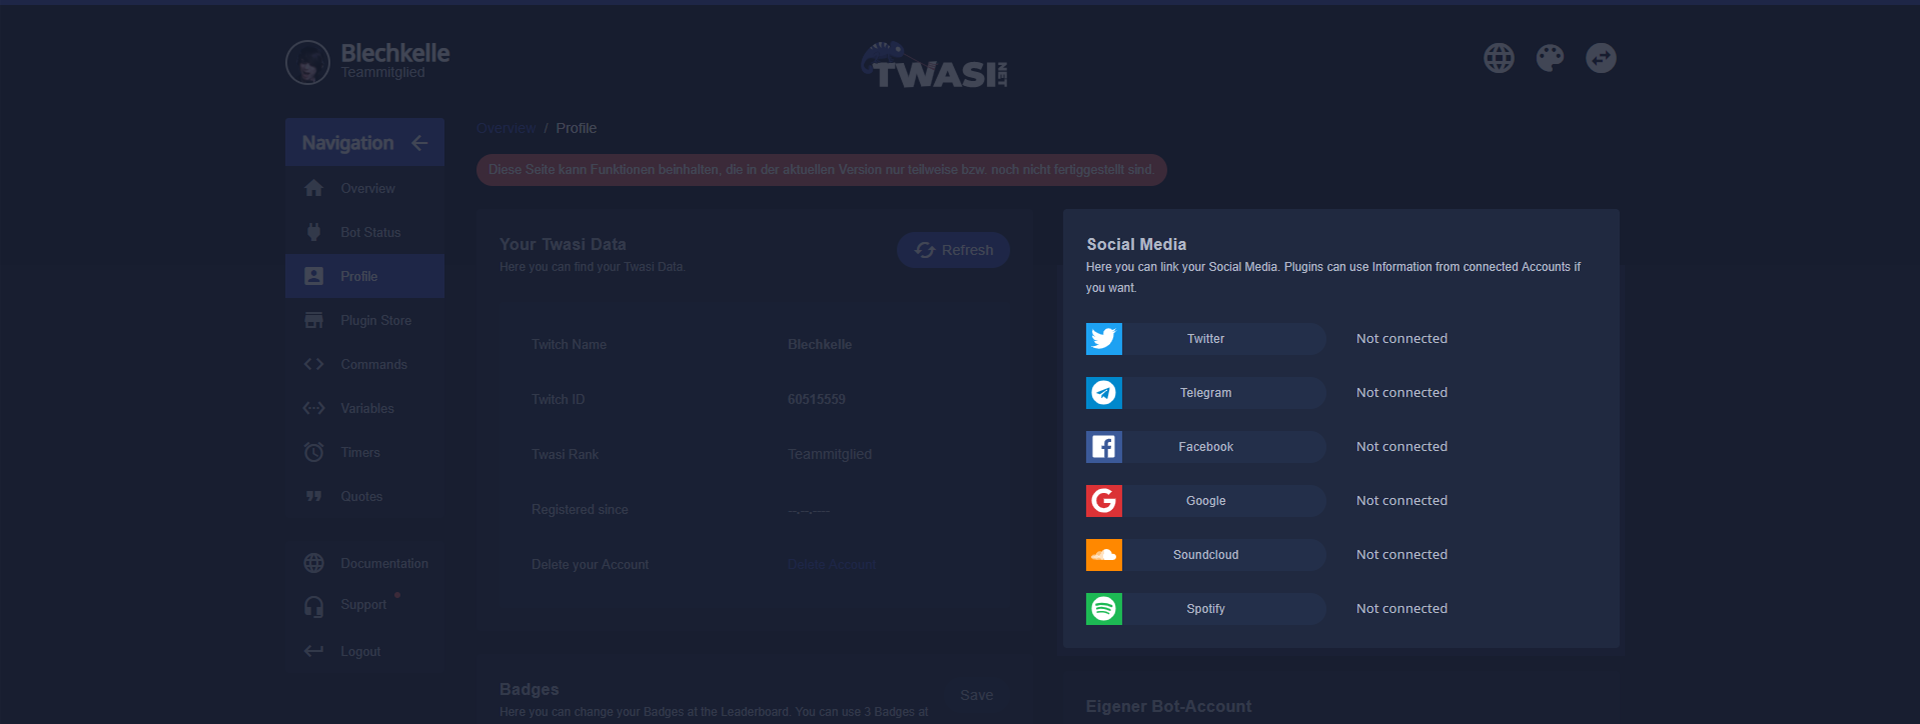 Blechkelle
Teammitglied
TWASI NET
Navigation
Overview
Bot Status
Profile
Plugin Store
Commands
Variables
Timers
Quotes
Documentation
Support
Logout
Overview / Profile
Diese Seite kann Funktionen beinhalten, die in der aktuellen Version nur teilweise bzw. noch nicht fertiggestellt sind.
Your Twasi Data
Here you can find your Twasi Data.
Refresh
Twitch Name Blechkelle
Twitch ID 60515559
Twasi Rank Teammitglied
Registered since --.--.----
Delete your Account Delete Account
Social Media
Here you can link your Social Media. Plugins can use Information from connected Accounts if
you want.
Twitter Not connected
Telegram Not connected
Facebook Not connected
Google Not connected
Soundcloud Not connected
Spotify Not connected
Badges
Here you can change your Badges at the Leaderboard. You can use 3 Badges at
Save
Eigener Bot-Account